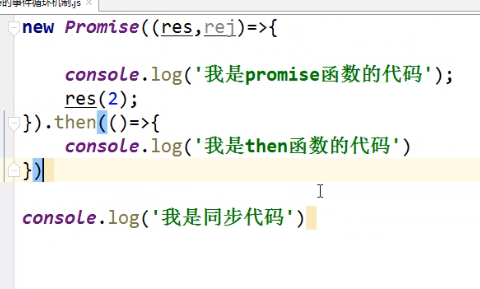 的事件循环机制.js
new Promise((res,rej)=>{
console.log('我是promise函数的代码');
res(2);
}).then(()=>{
console.log('我是then函数的代码')
})
console.log('我是同步代码')